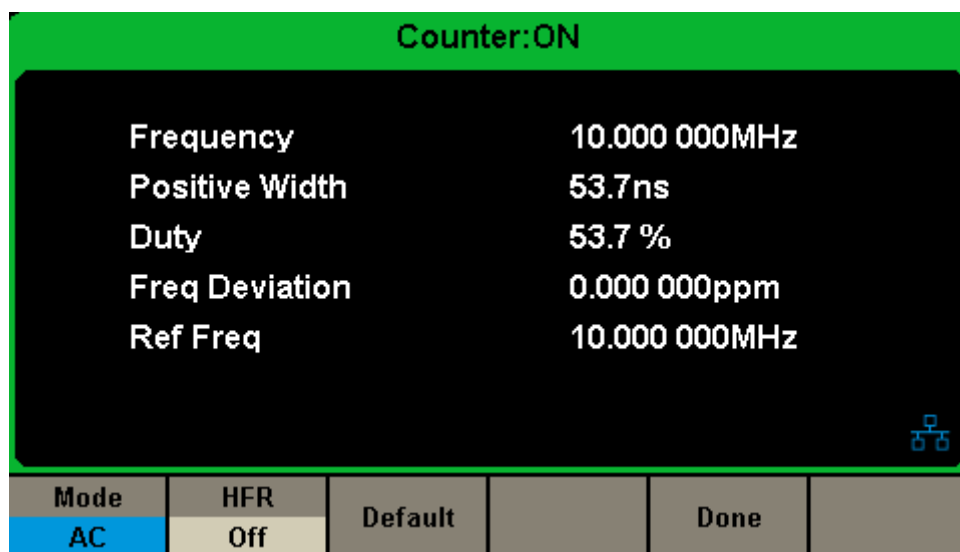 Counter:ON
Frequency 10.000 000MHz
Positive Width 53.7ns
Duty 53.7 %
Freq Deviation 0.000 000ppm
Ref Freq 10.000 000MHz
Mode HFR Default Done
AC Off